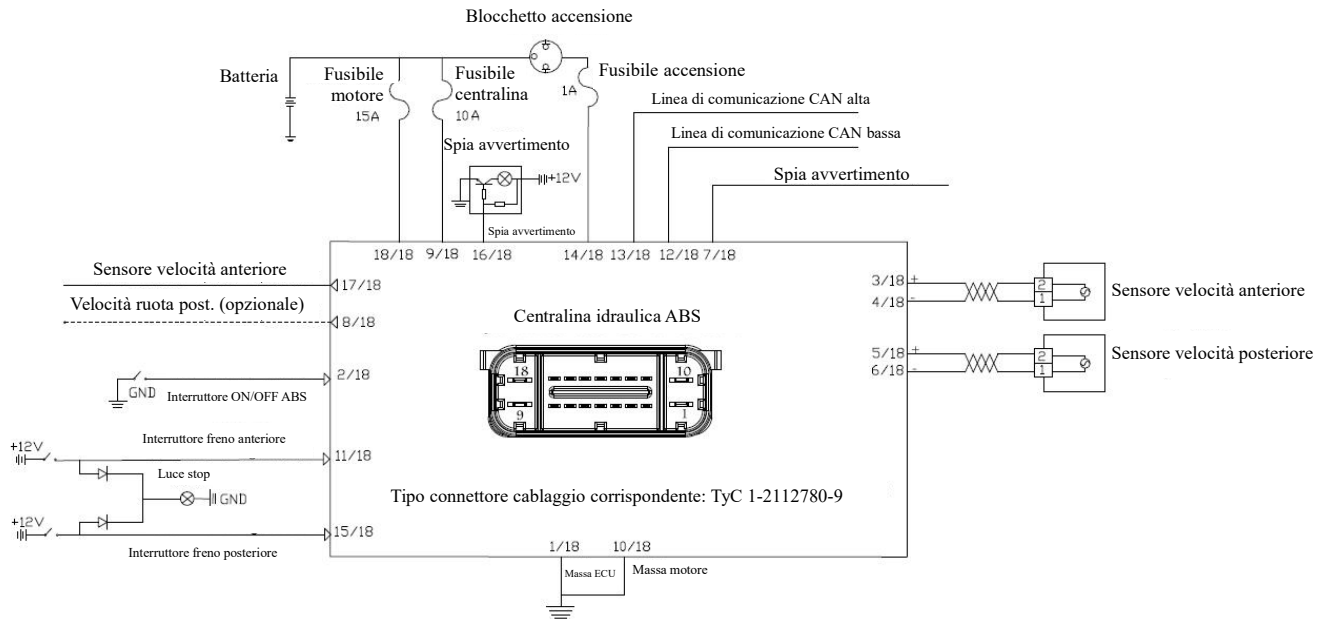 Blocchetto accensione
Batteria
Fusibile
motore
15A
Fusibile
centralina
10A
Fusibile accensione
1A
Linea di comunicazione CAN alta
Linea di comunicazione CAN bassa
Spia avvertimento
+12V
Spia avvertimento
Spia avvertimento
18/18 9/18 16/18 14/18 13/18 12/18 7/18
Sensore velocità anteriore
17/18
Velocità ruota post. (opzionale)
8/18
3/18 +
4/18 -
2
1
Sensore velocità anteriore
Centralina idraulica ABS
5/18 +
6/18 -
2
1
Sensore velocità posteriore
18
10
9
1
2/18
GND
Interruttore ON/OFF ABS
+12V
Interruttore freno anteriore
11/18
Luce stop
GND
Tipo connettore cablaggio corrispondente: TyC 1-2112780-9
+12V
15/18
Interruttore freno posteriore
1/18
10/18
Massa ECU
Massa motore